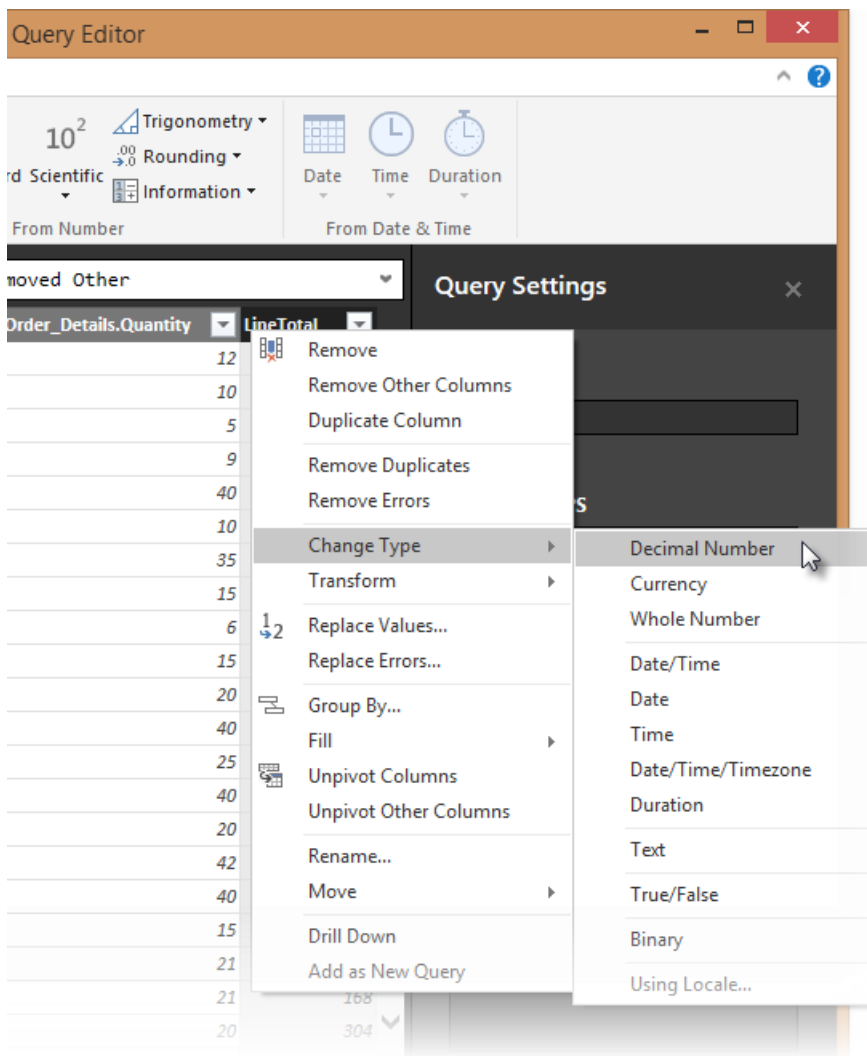 Query Editor
10²
Trigonometry
.00
.0 Rounding
rd Scientific
Information
Date Time Duration
From Number
From Date & Time
moved Other
Query Settings
Order_Details.Quantity
LineTotal
12
10
5
9
40
10
35
15
6
15
20
40
25
40
20
42
40
15
21
21 168
20 304
Remove
Remove Other Columns
Duplicate Column
Remove Duplicates
Remove Errors
Change Type
Transform
1 2 Replace Values...
Replace Errors...
Group By...
Fill
Unpivot Columns
Unpivot Other Columns
Rename...
Move
Drill Down
Add as New Query
Decimal Number
Currency
Whole Number
Date/Time
Date
Time
Date/Time/Timezone
Duration
Text
True/False
Binary
Using Locale...